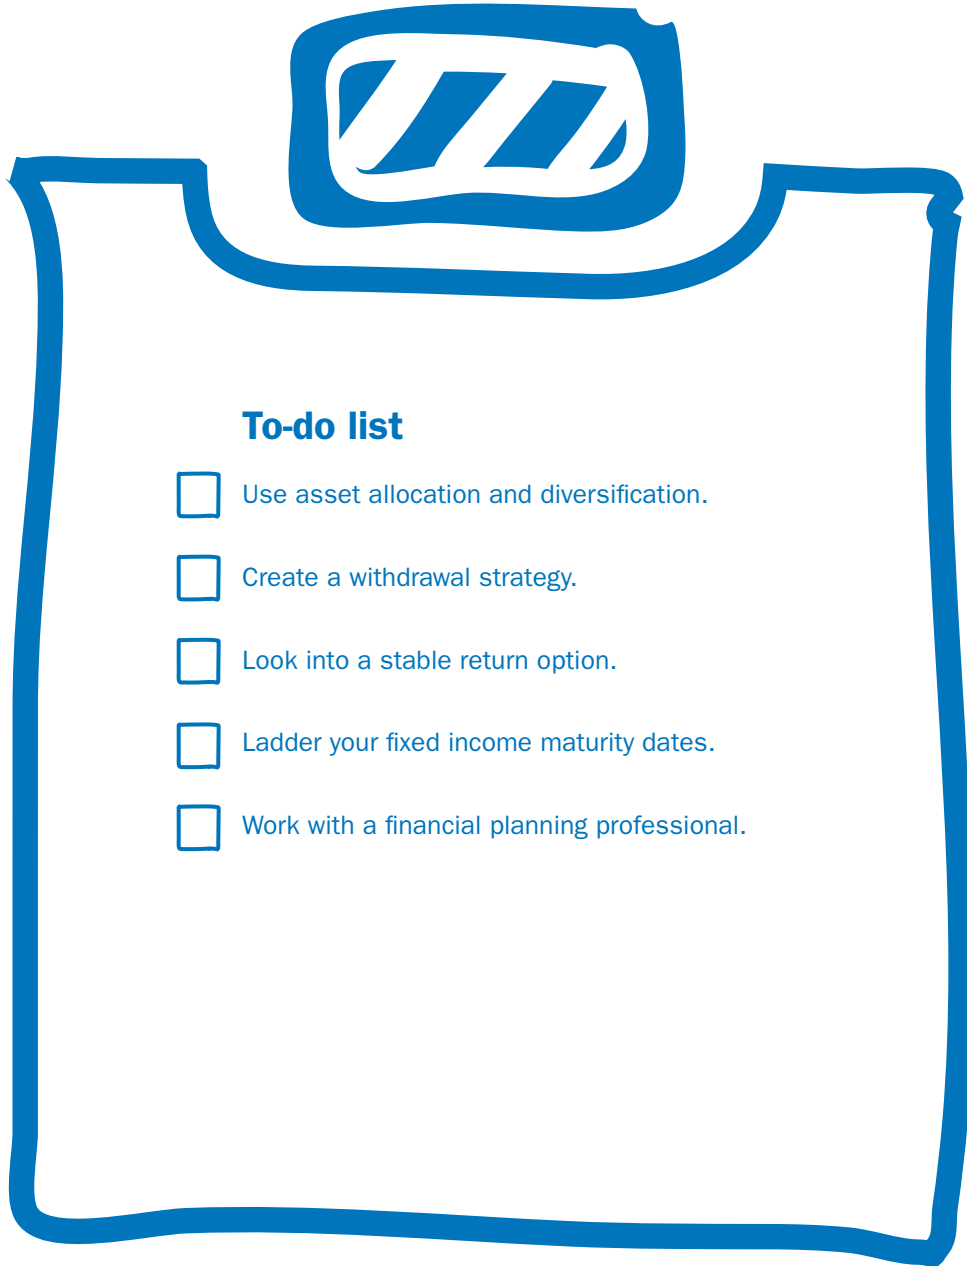 To-do list
Use asset allocation and diversification.
Create a withdrawal strategy.
Look into a stable return option.
Ladder your fixed income maturity dates.
Work with a financial planning professional.